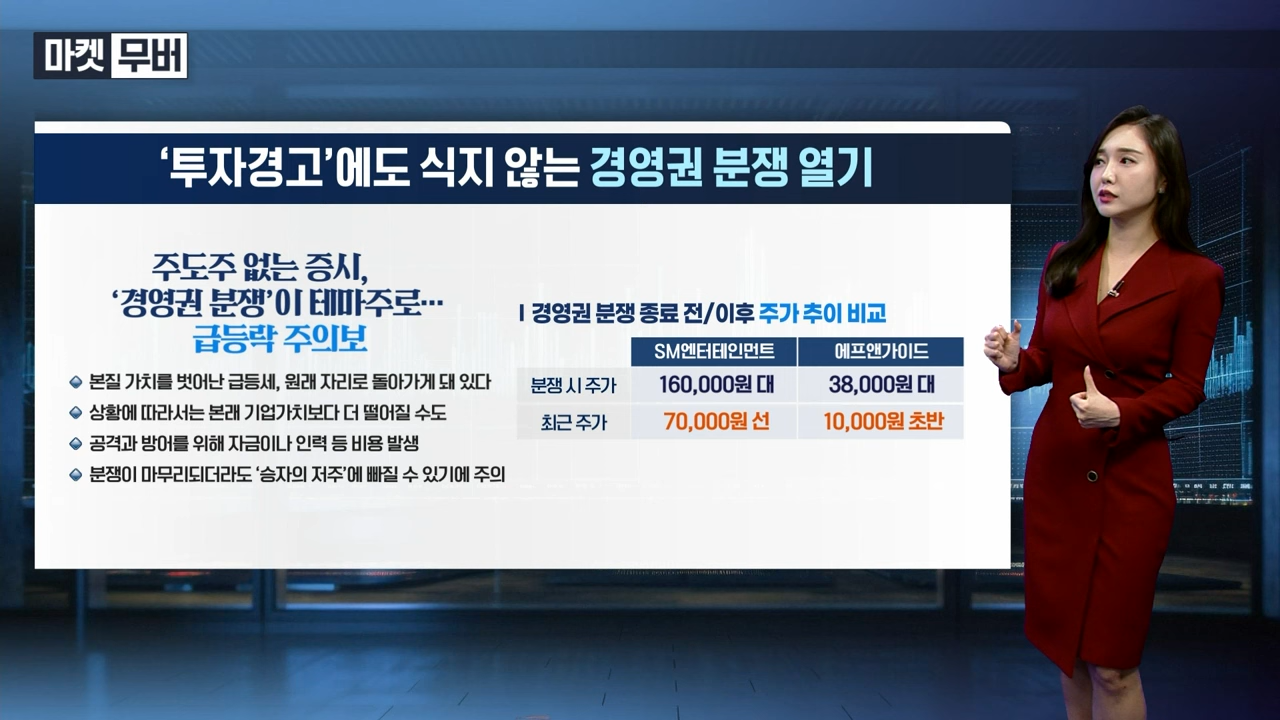 마켓 무버
‘투자경고’에도 식지 않는 경영권 분쟁 열기
주도주 없는 증시,
‘경영권 분쟁’이 테마주로…
급등락 주의보
본질 가치를 벗어난 급등세, 원래 자리로 돌아가게 돼 있다
상황에 따라서는 본래 기업가치보다 더 떨어질 수도
공격과 방어를 위해 자금이나 인력 등 비용 발생
분쟁이 마무리되더라도 ‘승자의 저주’에 빠질 수 있기에 주의
경영권 분쟁 종료 전/이후 주가 추이 비교
SM엔터테인먼트 에프앤가이드
분쟁 시 주가 160,000원 대 38,000원 대
최근 주가 70,000원 선 10,000원 초반